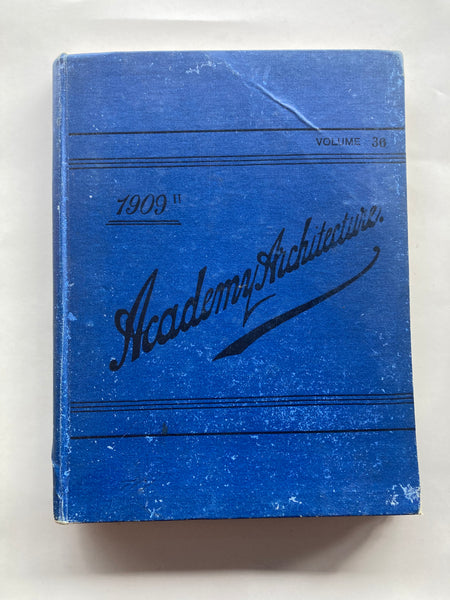 VOLUME 36
1909 II
Academy Architecture.